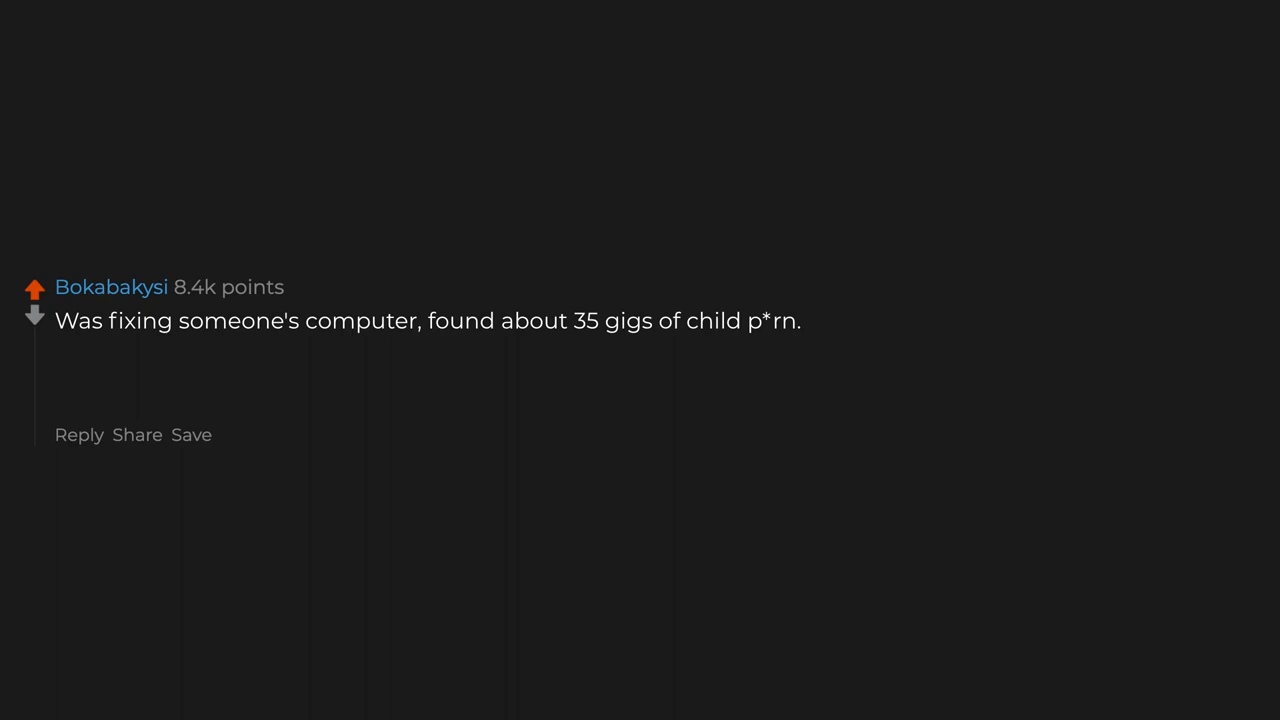 Bokabakysi 8.4k points
Was fixing someone's computer, found about 35 gigs of child p*rn.
Reply Share Save